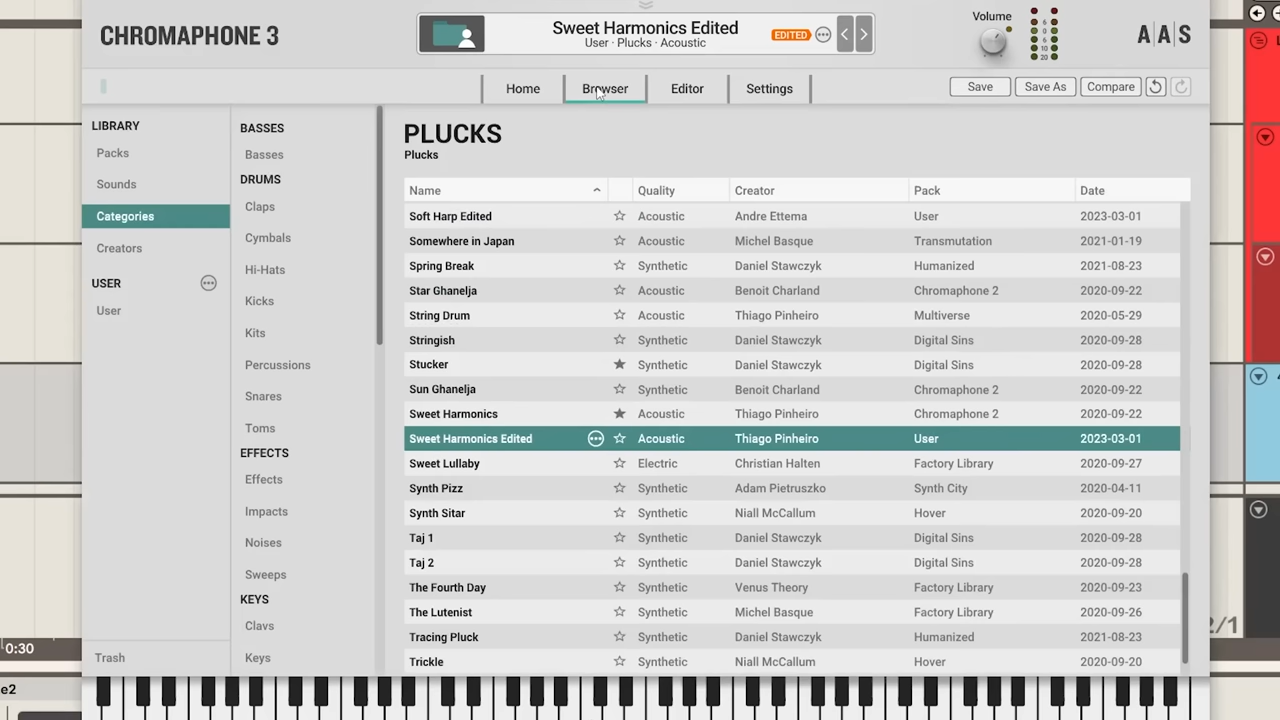 CHROMAPHONE 3
Sweet Harmonics Edited
User · Plucks · Acoustic
EDITED
Volume
6
0
6
10
20
A|A|S
Home
Browser
Editor
Settings
Save
Save As
Compare
LIBRARY
Packs
Sounds
Categories
Creators
USER
User
Trash
BASSES
Basses
DRUMS
Claps
Cymbals
Hi-Hats
Kicks
Kits
Percussions
Snares
Toms
EFFECTS
Effects
Impacts
Noises
Sweeps
KEYS
Clavs
Keys
PLUCKS
Plucks
Name Quality Creator Pack Date
Soft Harp Edited Acoustic Andre Ettema User 2023-03-01
Somewhere in Japan Acoustic Michel Basque Transmutation 2021-01-19
Spring Break Synthetic Daniel Stawczyk Humanized 2021-08-23
Star Ghanelja Acoustic Benoit Charland Chromaphone 2 2020-09-22
String Drum Acoustic Thiago Pinheiro Multiverse 2020-05-29
Stringish Synthetic Daniel Stawczyk Digital Sins 2020-09-28
Stucker Synthetic Daniel Stawczyk Digital Sins 2020-09-28
Sun Ghanelja Synthetic Benoit Charland Chromaphone 2 2020-09-22
Sweet Harmonics Acoustic Thiago Pinheiro Chromaphone 2 2020-09-22
Sweet Harmonics Edited Acoustic Thiago Pinheiro User 2023-03-01
Sweet Lullaby Electric Christian Halten Factory Library 2020-09-27
Synth Pizz Synthetic Adam Pietruszko Synth City 2020-04-11
Synth Sitar Synthetic Niall McCallum Hover 2020-09-20
Taj 1 Synthetic Daniel Stawczyk Digital Sins 2020-09-28
Taj 2 Synthetic Daniel Stawczyk Digital Sins 2020-09-28
The Fourth Day Synthetic Venus Theory Factory Library 2020-09-23
The Lutenist Synthetic Michel Basque Factory Library 2020-09-26
Tracing Pluck Synthetic Daniel Stawczyk Humanized 2021-08-23
Trickle Synthetic Niall McCallum Hover 2020-09-20
0:30
e2
2/1